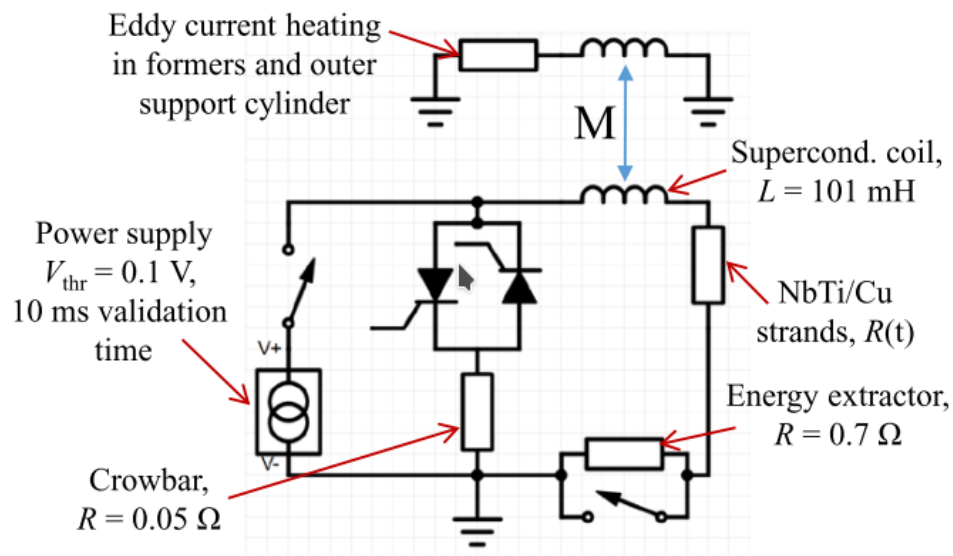 Eddy current heating
in formers and outer
support cylinder
M
Supercond. coil,
L = 101 mH
Power supply
Vthr = 0.1 V,
10 ms validation
time
NbTi/Cu
strands, R(t)
V+
V-
Energy extractor,
R = 0.7 Ω
Crowbar,
R = 0.05 Ω